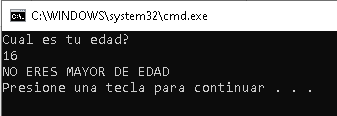 C:\WINDOWS\system32\cmd.exe
Cual es tu edad?
16
NO ERES MAYOR DE EDAD
Presione una tecla para continuar . . .